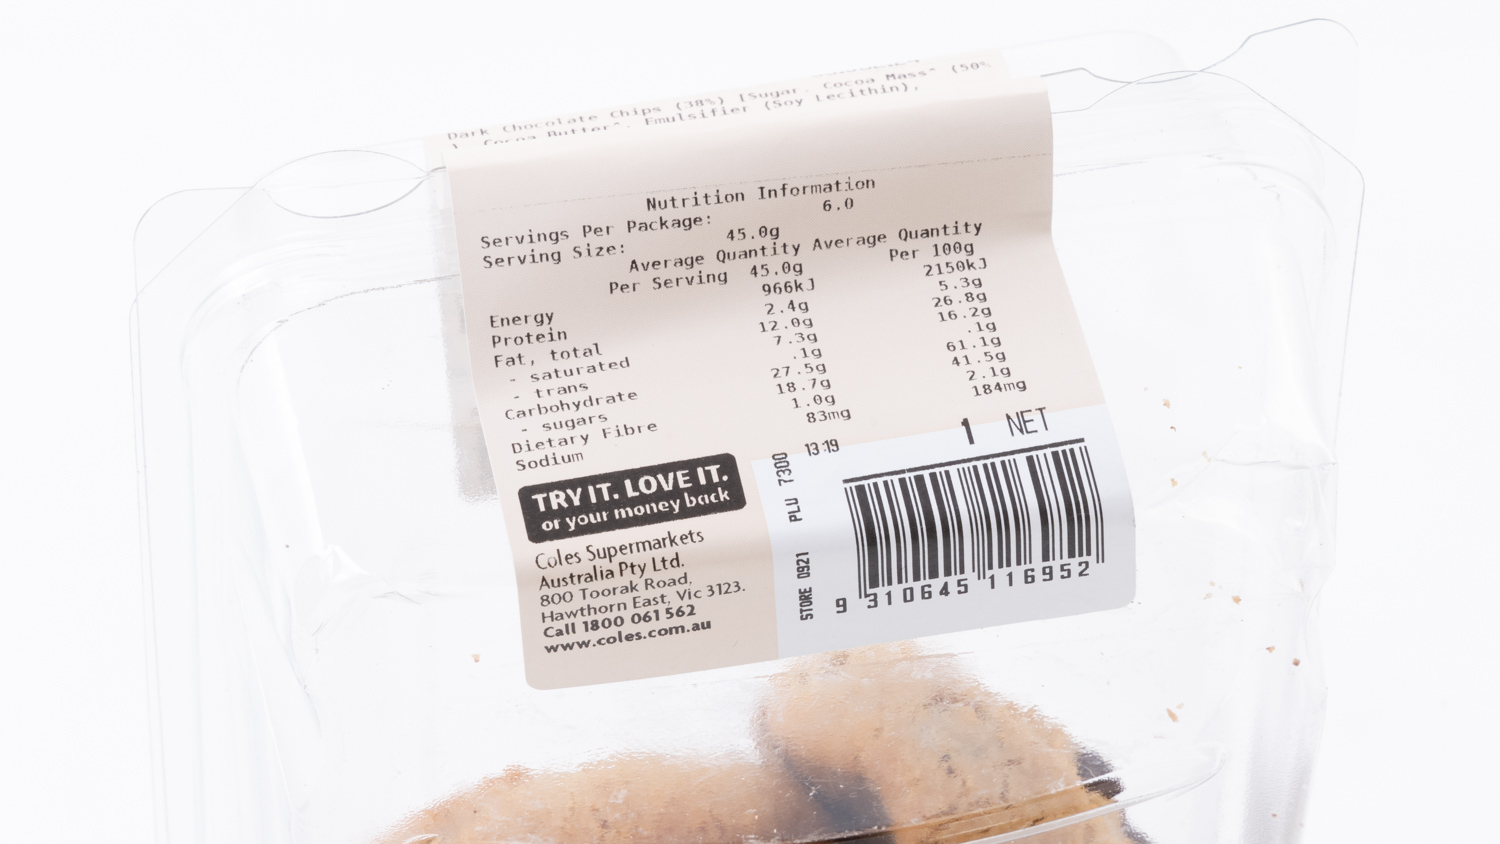 Dark Chocolate Chips (38%) [Sugar, Cocoa Mass^ (50%
), Cocoa Butter^, Emulsifier (Soy Lecithin),
Nutrition Information
Servings Per Package: 6.0
Serving Size: 45.0g
Average Quantity Average Quantity
Per Serving 45.0g Per 100g
Energy 966kJ 2150kJ
Protein 2.4g 5.3g
Fat, total 12.0g 26.8g
- saturated 7.3g 16.2g
- trans .1g .1g
Carbohydrate 27.5g 61.1g
- sugars 18.7g 41.5g
Dietary Fibre 1.0g 2.1g
Sodium 83mg 184mg
TRY IT. LOVE IT.
or your money back
Coles Supermarkets
Australia Pty Ltd.
800 Toorak Road,
Hawthorn East, Vic 3123.
Call 1800 061 562
www.coles.com.au
STORE 0921 PLU 7300
13:19
1 NET
9 310645 116952